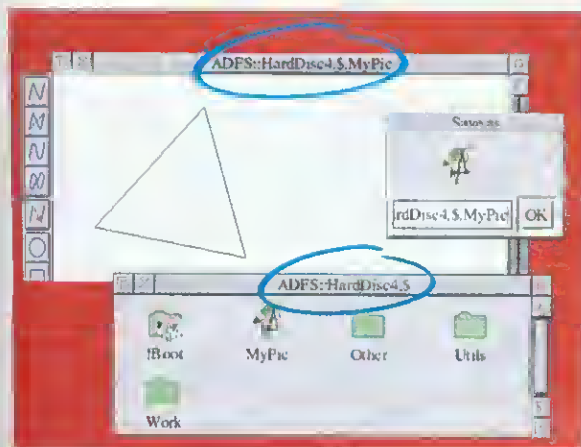 ADFS::HardDisc4.$.MyPic
Save as:
rdDisc4.$.MyPic
OK
ADFS::HardDisc4.$
!Boot
MyPic
Other
Utils
Work